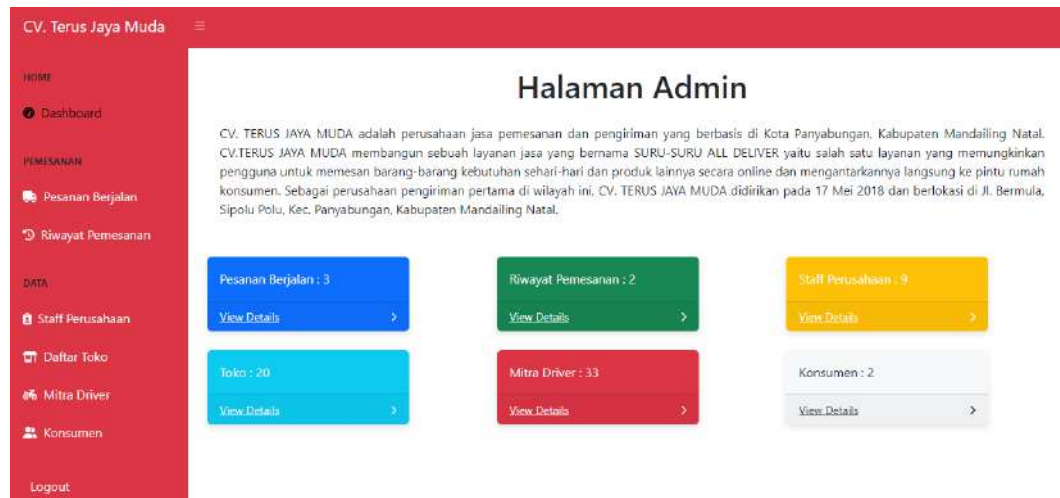 CV. Terus Jaya Muda
HOME
Dashboard
PEMESANAN
Pesanan Berjalan
Riwayat Pemesanan
DATA
Staff Perusahaan
Daftar Toko
Mitra Driver
Konsumen
Logout
Halaman Admin
CV. TERUS JAYA MUDA adalah perusahaan jasa pemesanan dan pengiriman yang berbasis di Kota Panyabungan, Kabupaten Mandailing Natal.
CV.TERUS JAYA MUDA membangun sebuah layanan jasa yang bernama SURU-SURU ALL DELIVER yaitu salah satu layanan yang memungkinkan
pengguna untuk memesan barang-barang kebutuhan sehari-hari dan produk lainnya secara online dan mengantarkannya langsung ke pintu rumah
konsumen. Sebagai perusahaan pengiriman pertama di wilayah ini, CV. TERUS JAYA MUDA didirikan pada 17 Mei 2018 dan berlokasi di Jl. Bermula,
Sipolu Polu, Kec. Panyabungan, Kabupaten Mandailing Natal.
Pesanan Berjalan : 3
View Details
Riwayat Pemesanan : 2
View Details
Staff Perusahaan : 9
View Details
Toko : 20
View Details
Mitra Driver : 33
View Details
Konsumen : 2
View Details